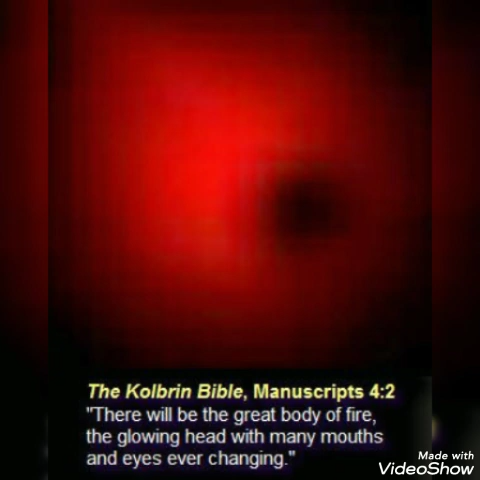 The Kolbrin Bible, Manuscripts 4:2
"There will be the great body of fire,
the glowing head with many mouths
and eyes ever changing."
Made with
VideoShow